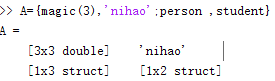 >> A={magic(3),'nihao';person ,student}
A =
[3x3 double] 'nihao'
[1x3 struct] [1x2 struct]